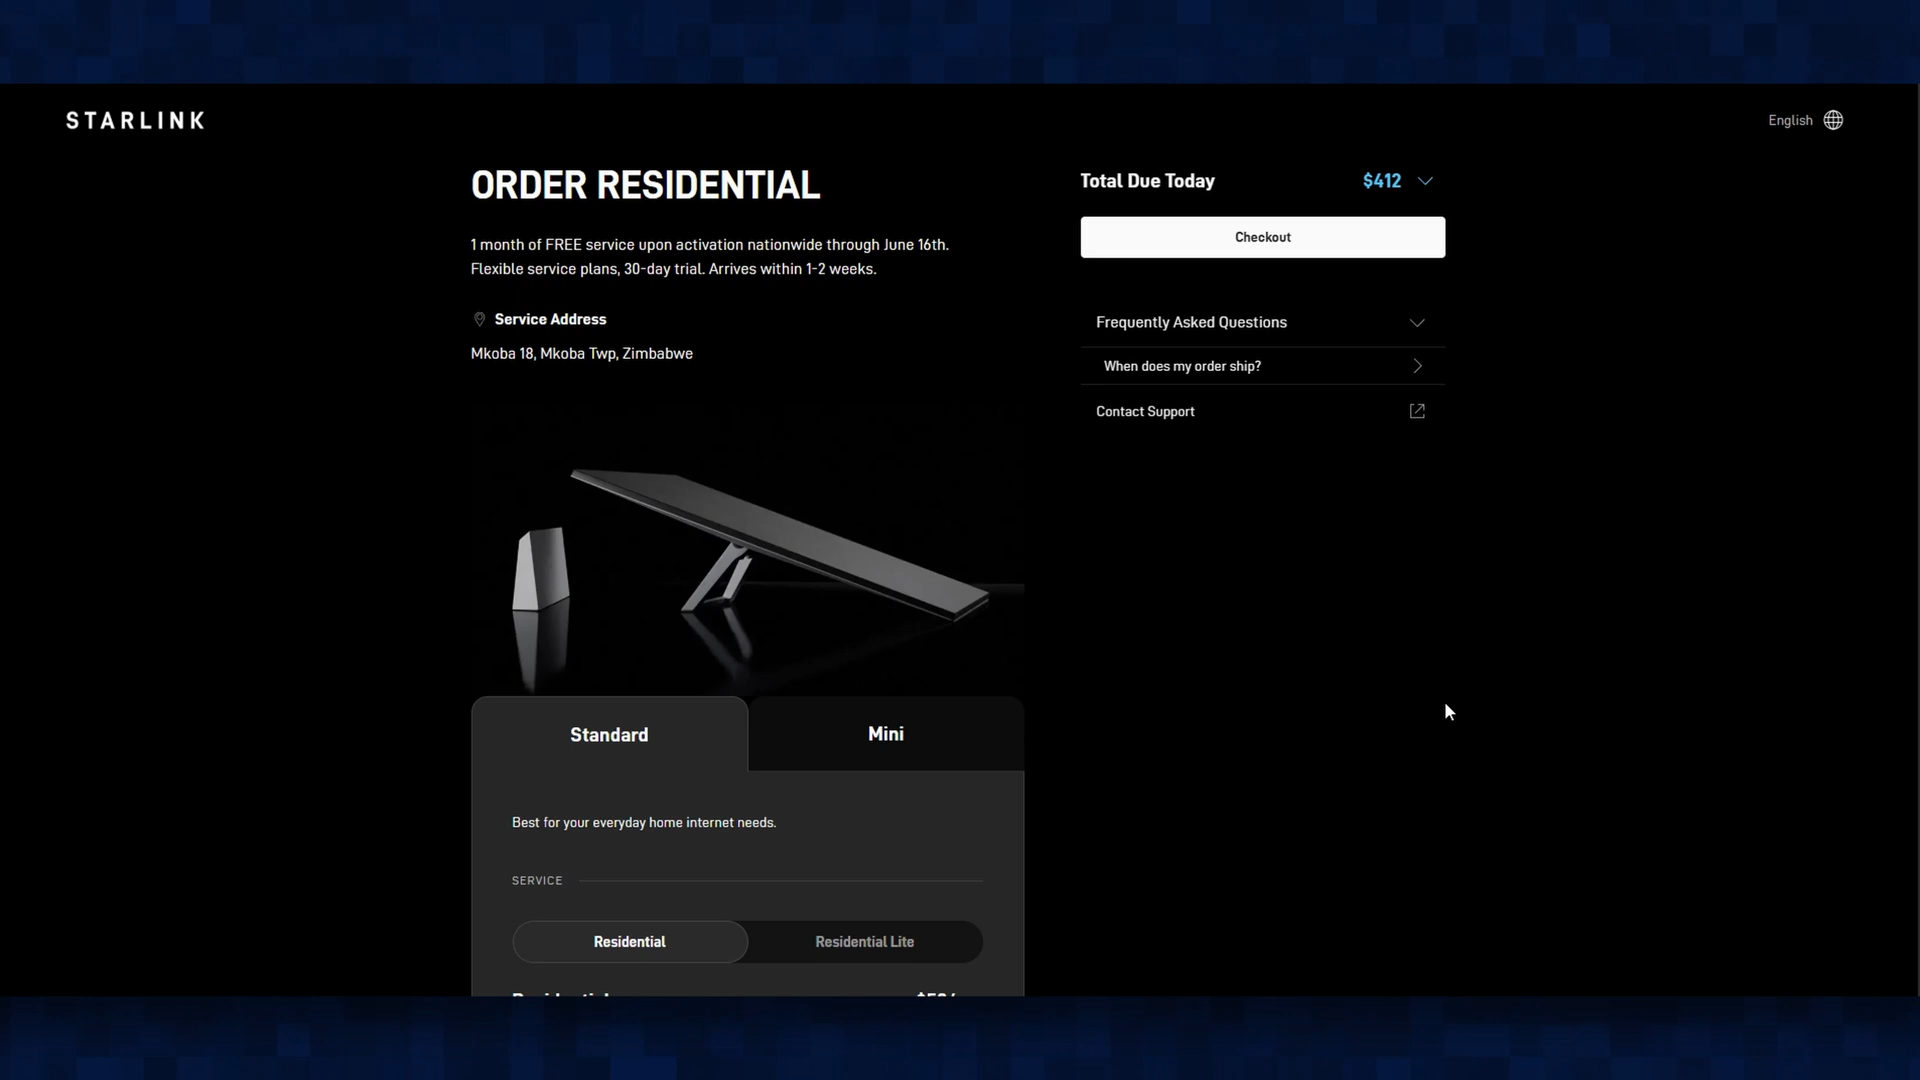 STARLINK
English
ORDER RESIDENTIAL
1 month of FREE service upon activation nationwide through June 16th.
Flexible service plans, 30-day trial. Arrives within 1-2 weeks.
Service Address
Mkoba 18, Mkoba Twp, Zimbabwe
Total Due Today $412
Checkout
Frequently Asked Questions
When does my order ship?
Contact Support
Standard Mini
Best for your everyday home internet needs.
SERVICE
Residential Residential Lite
Residential